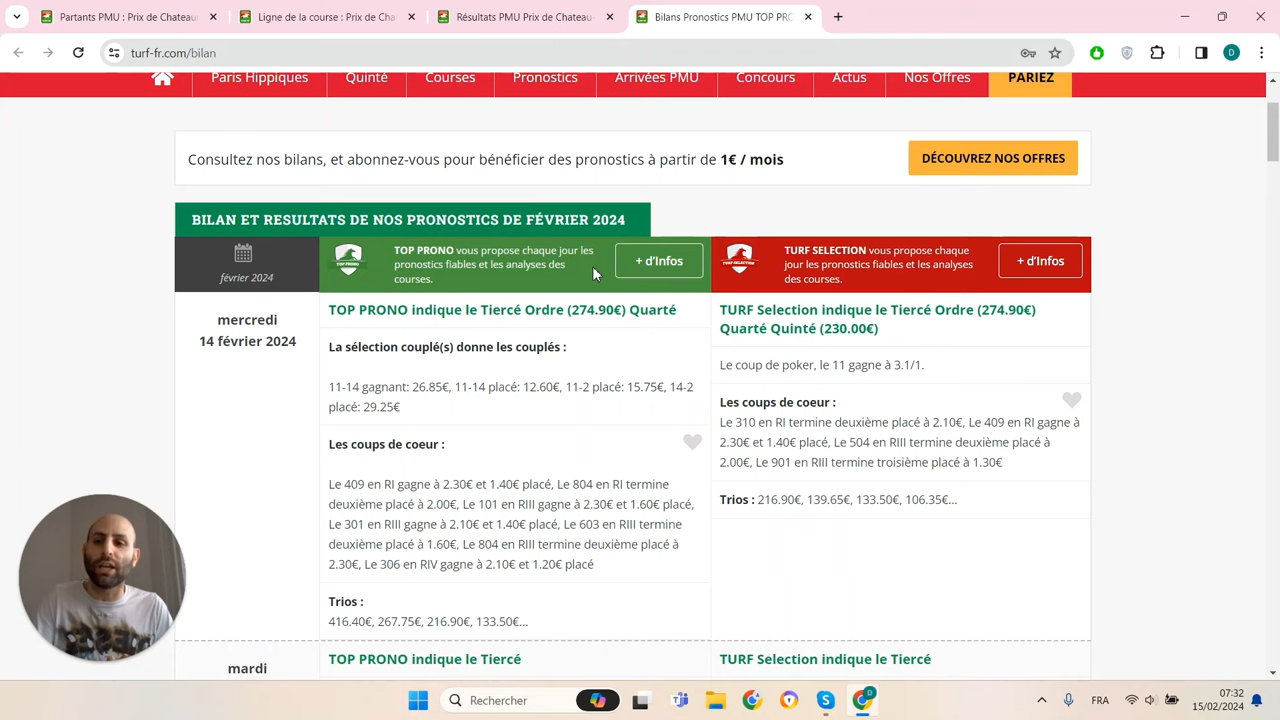 Partants PMU : Prix de Chateau
Ligne de la course : Prix de Cha
Résultats PMU Prix de Chateau-
Bilans Pronostics PMU TOP PRO
turf-fr.com/bilan
D
Paris Hippiques
Quinté
Courses
Pronostics
Arrivées PMU
Concours
Actus
Nos Offres
PARIEZ
Consultez nos bilans, et abonnez-vous pour bénéficier des pronostics à partir de 1€ / mois
DÉCOUVREZ NOS OFFRES
BILAN ET RESULTATS DE NOS PRONOSTICS DE FÉVRIER 2024
février 2024
TOP PRONO
TOP PRONO vous propose chaque jour les
pronostics fiables et les analyses des
courses.
+ d'Infos
TURF SELECTION
TURF SELECTION vous propose chaque
jour les pronostics fiables et les analyses
des courses.
+ d'Infos
mercredi
14 février 2024
TOP PRONO indique le Tiercé Ordre (274.90€) Quarté
La sélection couplé(s) donne les couplés :
11-14 gagnant: 26.85€, 11-14 placé: 12.60€, 11-2 placé: 15.75€, 14-2
placé: 29.25€
Les coups de coeur :
Le 409 en RI gagne à 2.30€ et 1.40€ placé, Le 804 en RI termine
deuxième placé à 2.00€, Le 101 en RIII gagne à 2.30€ et 1.60€ placé,
Le 301 en RIII gagne à 2.10€ et 1.40€ placé, Le 603 en RIII termine
deuxième placé à 1.60€, Le 804 en RIII termine deuxième placé à
2.30€, Le 306 en RIV gagne à 2.10€ et 1.20€ placé
Trios :
416.40€, 267.75€, 216.90€, 133.50€...
TURF Selection indique le Tiercé Ordre (274.90€)
Quarté Quinté (230.00€)
Le coup de poker, le 11 gagne à 3.1/1.
Les coups de coeur :
Le 310 en RI termine deuxième placé à 2.10€, Le 409 en RI gagne à
2.30€ et 1.40€ placé, Le 504 en RIII termine deuxième placé à
2.00€, Le 901 en RIII termine troisième placé à 1.30€
Trios : 216.90€, 139.65€, 133.50€, 106.35€...
mardi
TOP PRONO indique le Tiercé
TURF Selection indique le Tiercé
Rechercher
FRA
07:32
15/02/2024